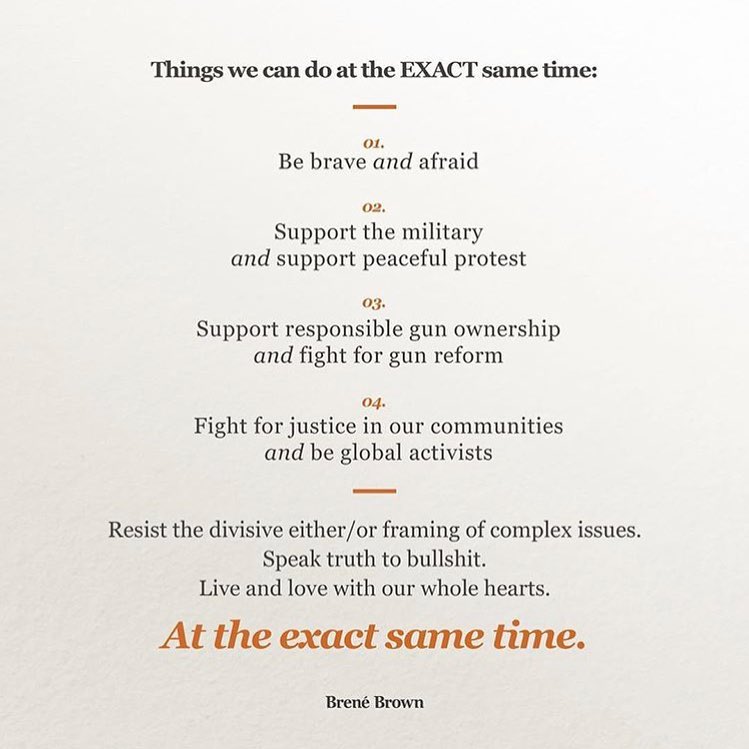 Things we can do at the EXACT same time:
01.
Be brave and afraid
02.
Support the military
and support peaceful protest
03.
Support responsible gun ownership
and fight for gun reform
04.
Fight for justice in our communities
and be global activists
Resist the divisive either/or framing of complex issues.
Speak truth to bullshit.
Live and love with our whole hearts.
At the exact same time.
Brené Brown